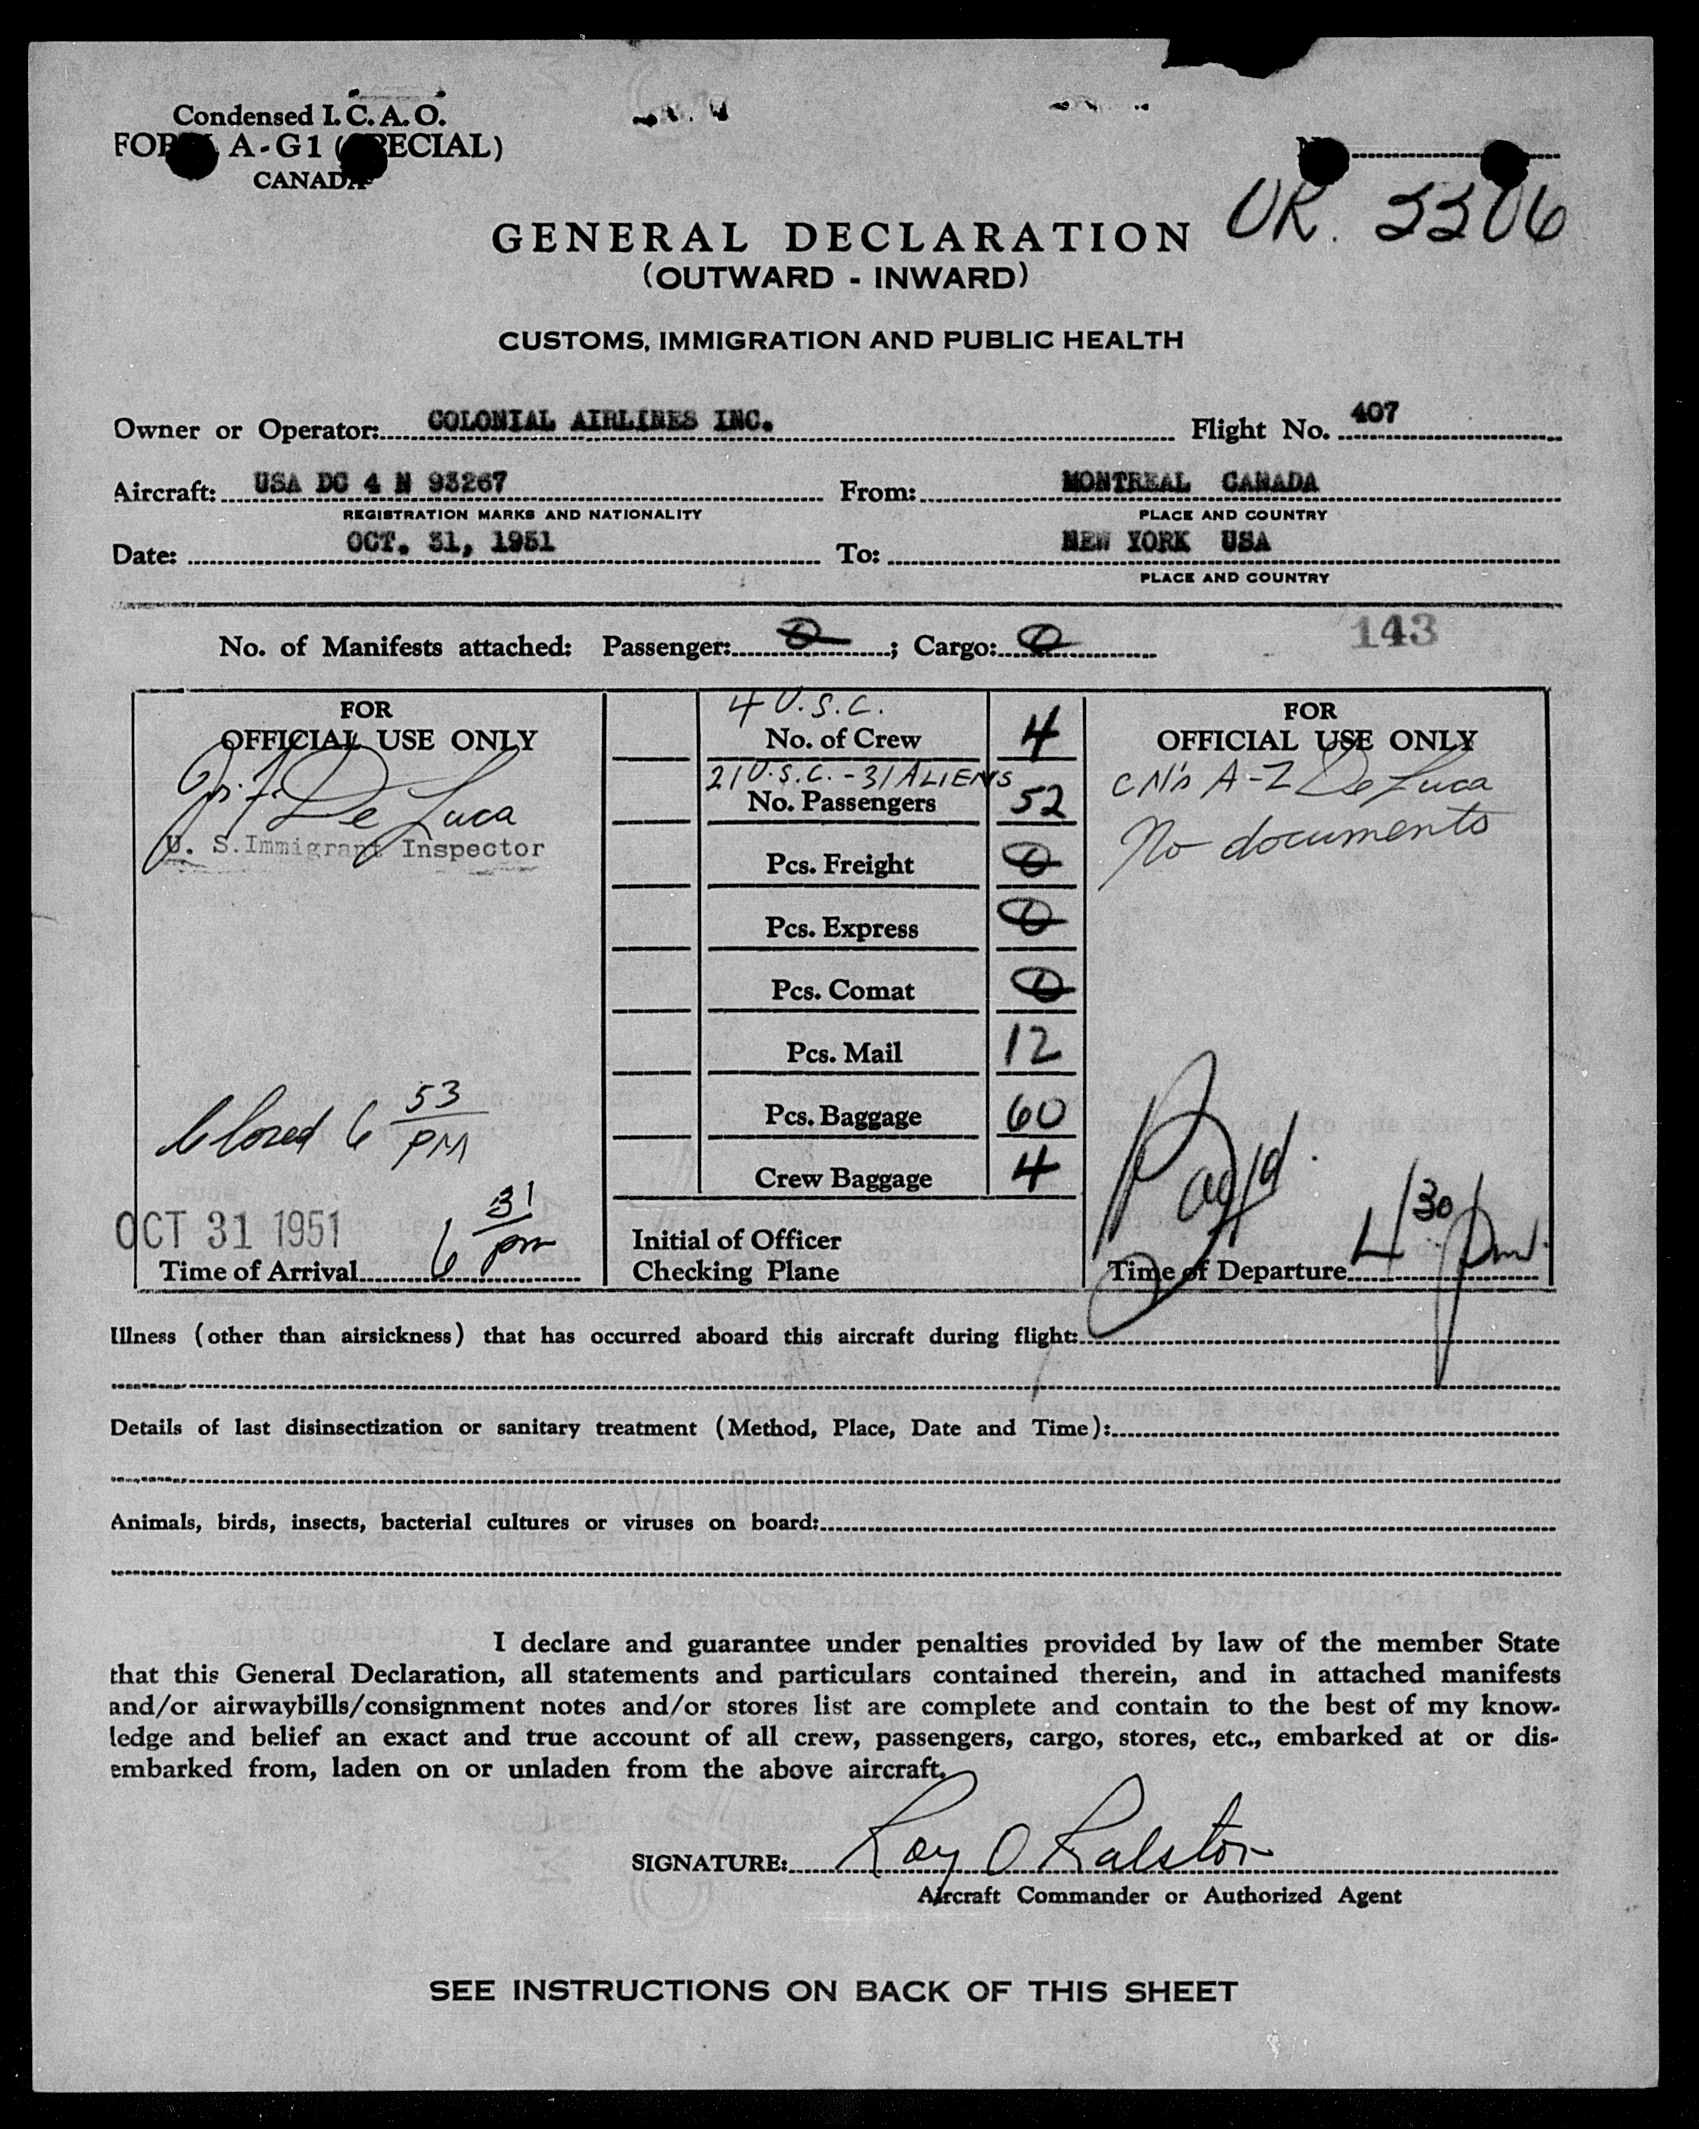 Condensed I. C. A. O.
A-G1
CANADA
OR. 3306
GENERAL DECLARATION
(OUTWARD - INWARD)
CUSTOMS, IMMIGRATION AND PUBLIC HEALTH
Owner or Operator: COLONIAL AIRLINES INC. Flight No. 407
Aircraft: USA DC 4 N 93267 From: MONTREAL CANADA
REGISTRATION MARKS AND NATIONALITY PLACE AND COUNTRY
Date: OCT. 31, 1951 To: NEW YORK USA
PLACE AND COUNTRY
No. of Manifests attached: Passenger: 0; Cargo: 0 143
FOR
OFFICIAL USE ONLY
De Luca
U. S. Immigrant Inspector
Closed 6 53 PM
OCT 31 1951
6 31 pm
Time of Arrival
4 U.S.C.
No. of Crew 4
21 U.S.C. - 31 ALIENS
No. Passengers 52
Pcs. Freight 0
Pcs. Express 0
Pcs. Comat 0
Pcs. Mail 12
Pcs. Baggage 60
Crew Baggage 4
Initial of Officer
Checking Plane
FOR
OFFICIAL USE ONLY
A-Z De Luca
No documents
Time of Departure 4 30 pm.
Illness (other than airsickness) that has occurred aboard this aircraft during flight:
Details of last disinsectization or sanitary treatment (Method, Place, Date and Time):
Animals, birds, insects, bacterial cultures or viruses on board:
I declare and guarantee under penalties provided by law of the member State
that this General Declaration, all statements and particulars contained therein, and in attached manifests
and/or airwaybills/consignment notes and/or stores list are complete and contain to the best of my know-
ledge and belief an exact and true account of all crew, passengers, cargo, stores, etc., embarked at or dis-
embarked from, laden on or unladen from the above aircraft.
SIGNATURE: Roy O Ralston
Aircraft Commander or Authorized Agent
SEE INSTRUCTIONS ON BACK OF THIS SHEET